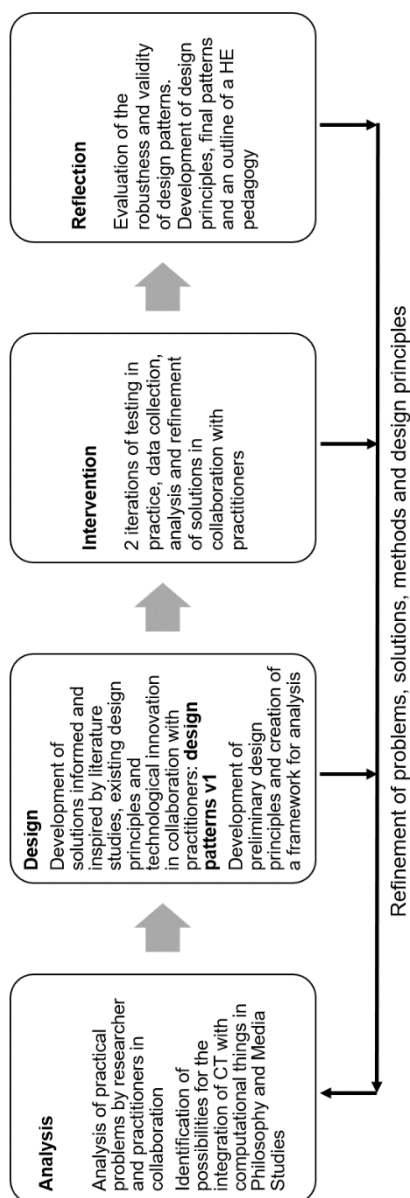 Analysis
Analysis of practical
problems by researcher
and practitioners in
collaboration
Identification of
possibilities for the
integration of CT with
computational things in
Philosophy and Media
Studies
Design
Development of
solutions informed and
inspired by literature
studies, existing design
principles and
technological innovation
in collaboration with
practitioners: design
patterns v1
Development of
preliminary design
principles and creation of
a framework for analysis
Intervention
2 iterations of testing in
practice, data collection,
analysis and refinement
of solutions in
collaboration with
practitioners
Reflection
Evaluation of the
robustness and validity
of design patterns.
Development of design
principles, final patterns
and an outline of a HE
pedagogy
Refinement of problems, solutions, methods and design principles